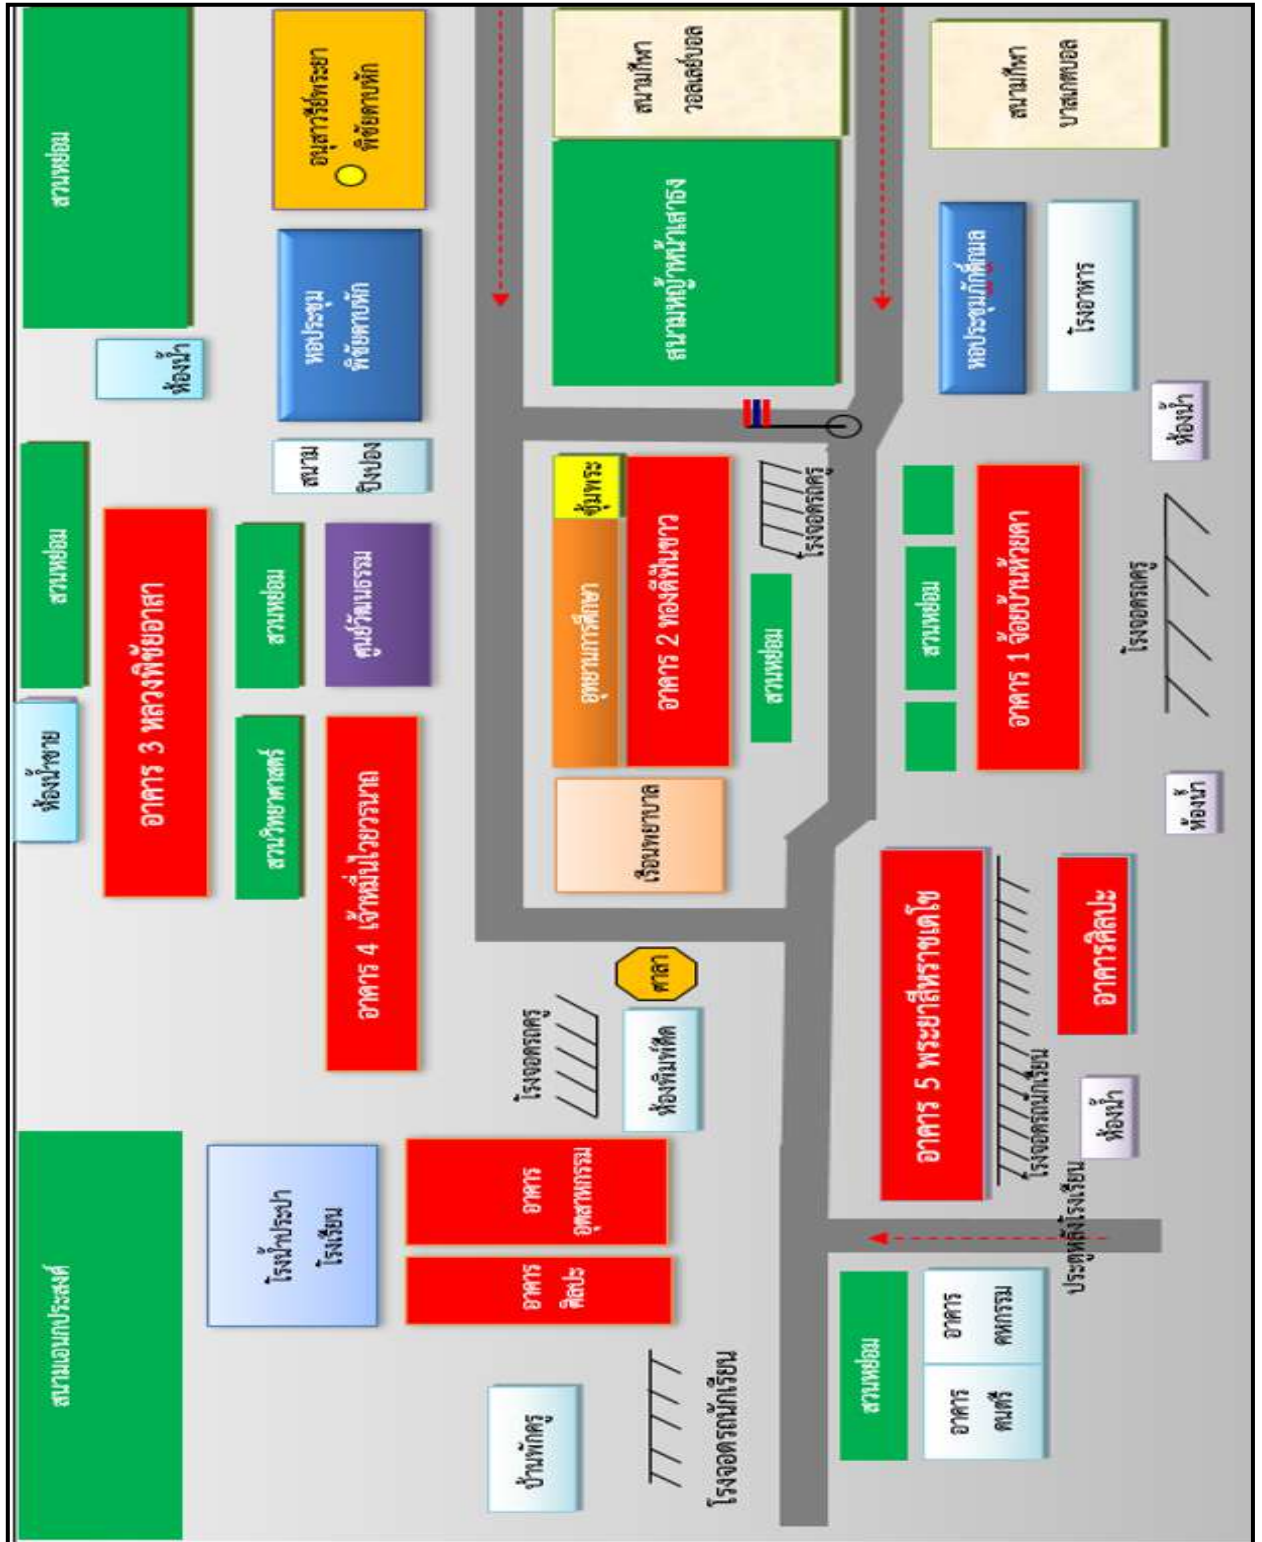 สนามเอนกประสงค์
ห้องน้ำชาย
สวนหย่อม
สวนหย่อม
อาคาร 3 หลวงพิชัยอาสา
ห้องน้ำ
โรงน้ำประปา
โรงเรียน
สวนวิทยาศาสตร์
สวนหย่อม
อาคาร 4 เจ้าหมื่นไวยวรนาถ
ศูนย์วัฒนธรรม
สนาม
ปิงปอง
หอประชุม
พิชัยดาบหัก
อนุสาวรีย์พระยา
พิชัยดาบหัก
บ้านพักครู
อาคาร
ศิลปะ
อาคาร
อุตสาหกรรม
โรงจอดรถครู
ห้องพิมพ์ดีด
ศาลา
เรือนพยาบาล
อุทยานการศึกษา
ซุ้มพระ
อาคาร 2 ทองดีฟันขาว
สนามหญ้าหน้าเสาธง
สนามกีฬา
วอลเลย์บอล
โรงจอดรถนักเรียน
สวนหย่อม
โรงจอดรถครู
สวนหย่อม
อาคาร
ดนตรี
อาคาร
คหกรรม
อาคาร 5 พระยาสีหราชเดโช
สวนหย่อม
อาคาร 1 จ้อยบ้านห้วยคา
หอประชุมภักดิ์กมล
โรงอาหาร
สนามกีฬา
บาสเกตบอล
ประตูหลังโรงเรียน
โรงจอดรถนักเรียน
ห้องน้ำ
อาคารศิลปะ
ห้องน้ำ
โรงจอดรถครู
ห้องน้ำ